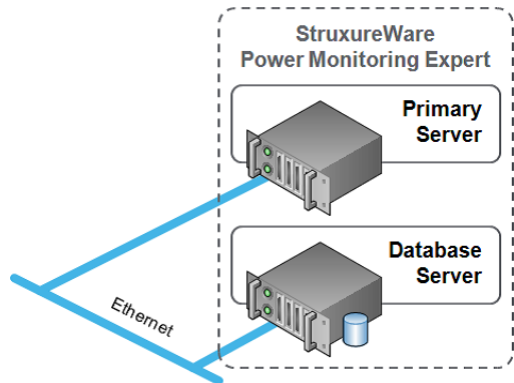 StruxureWare
Power Monitoring Expert
Primary
Server
Database
Server
Ethernet